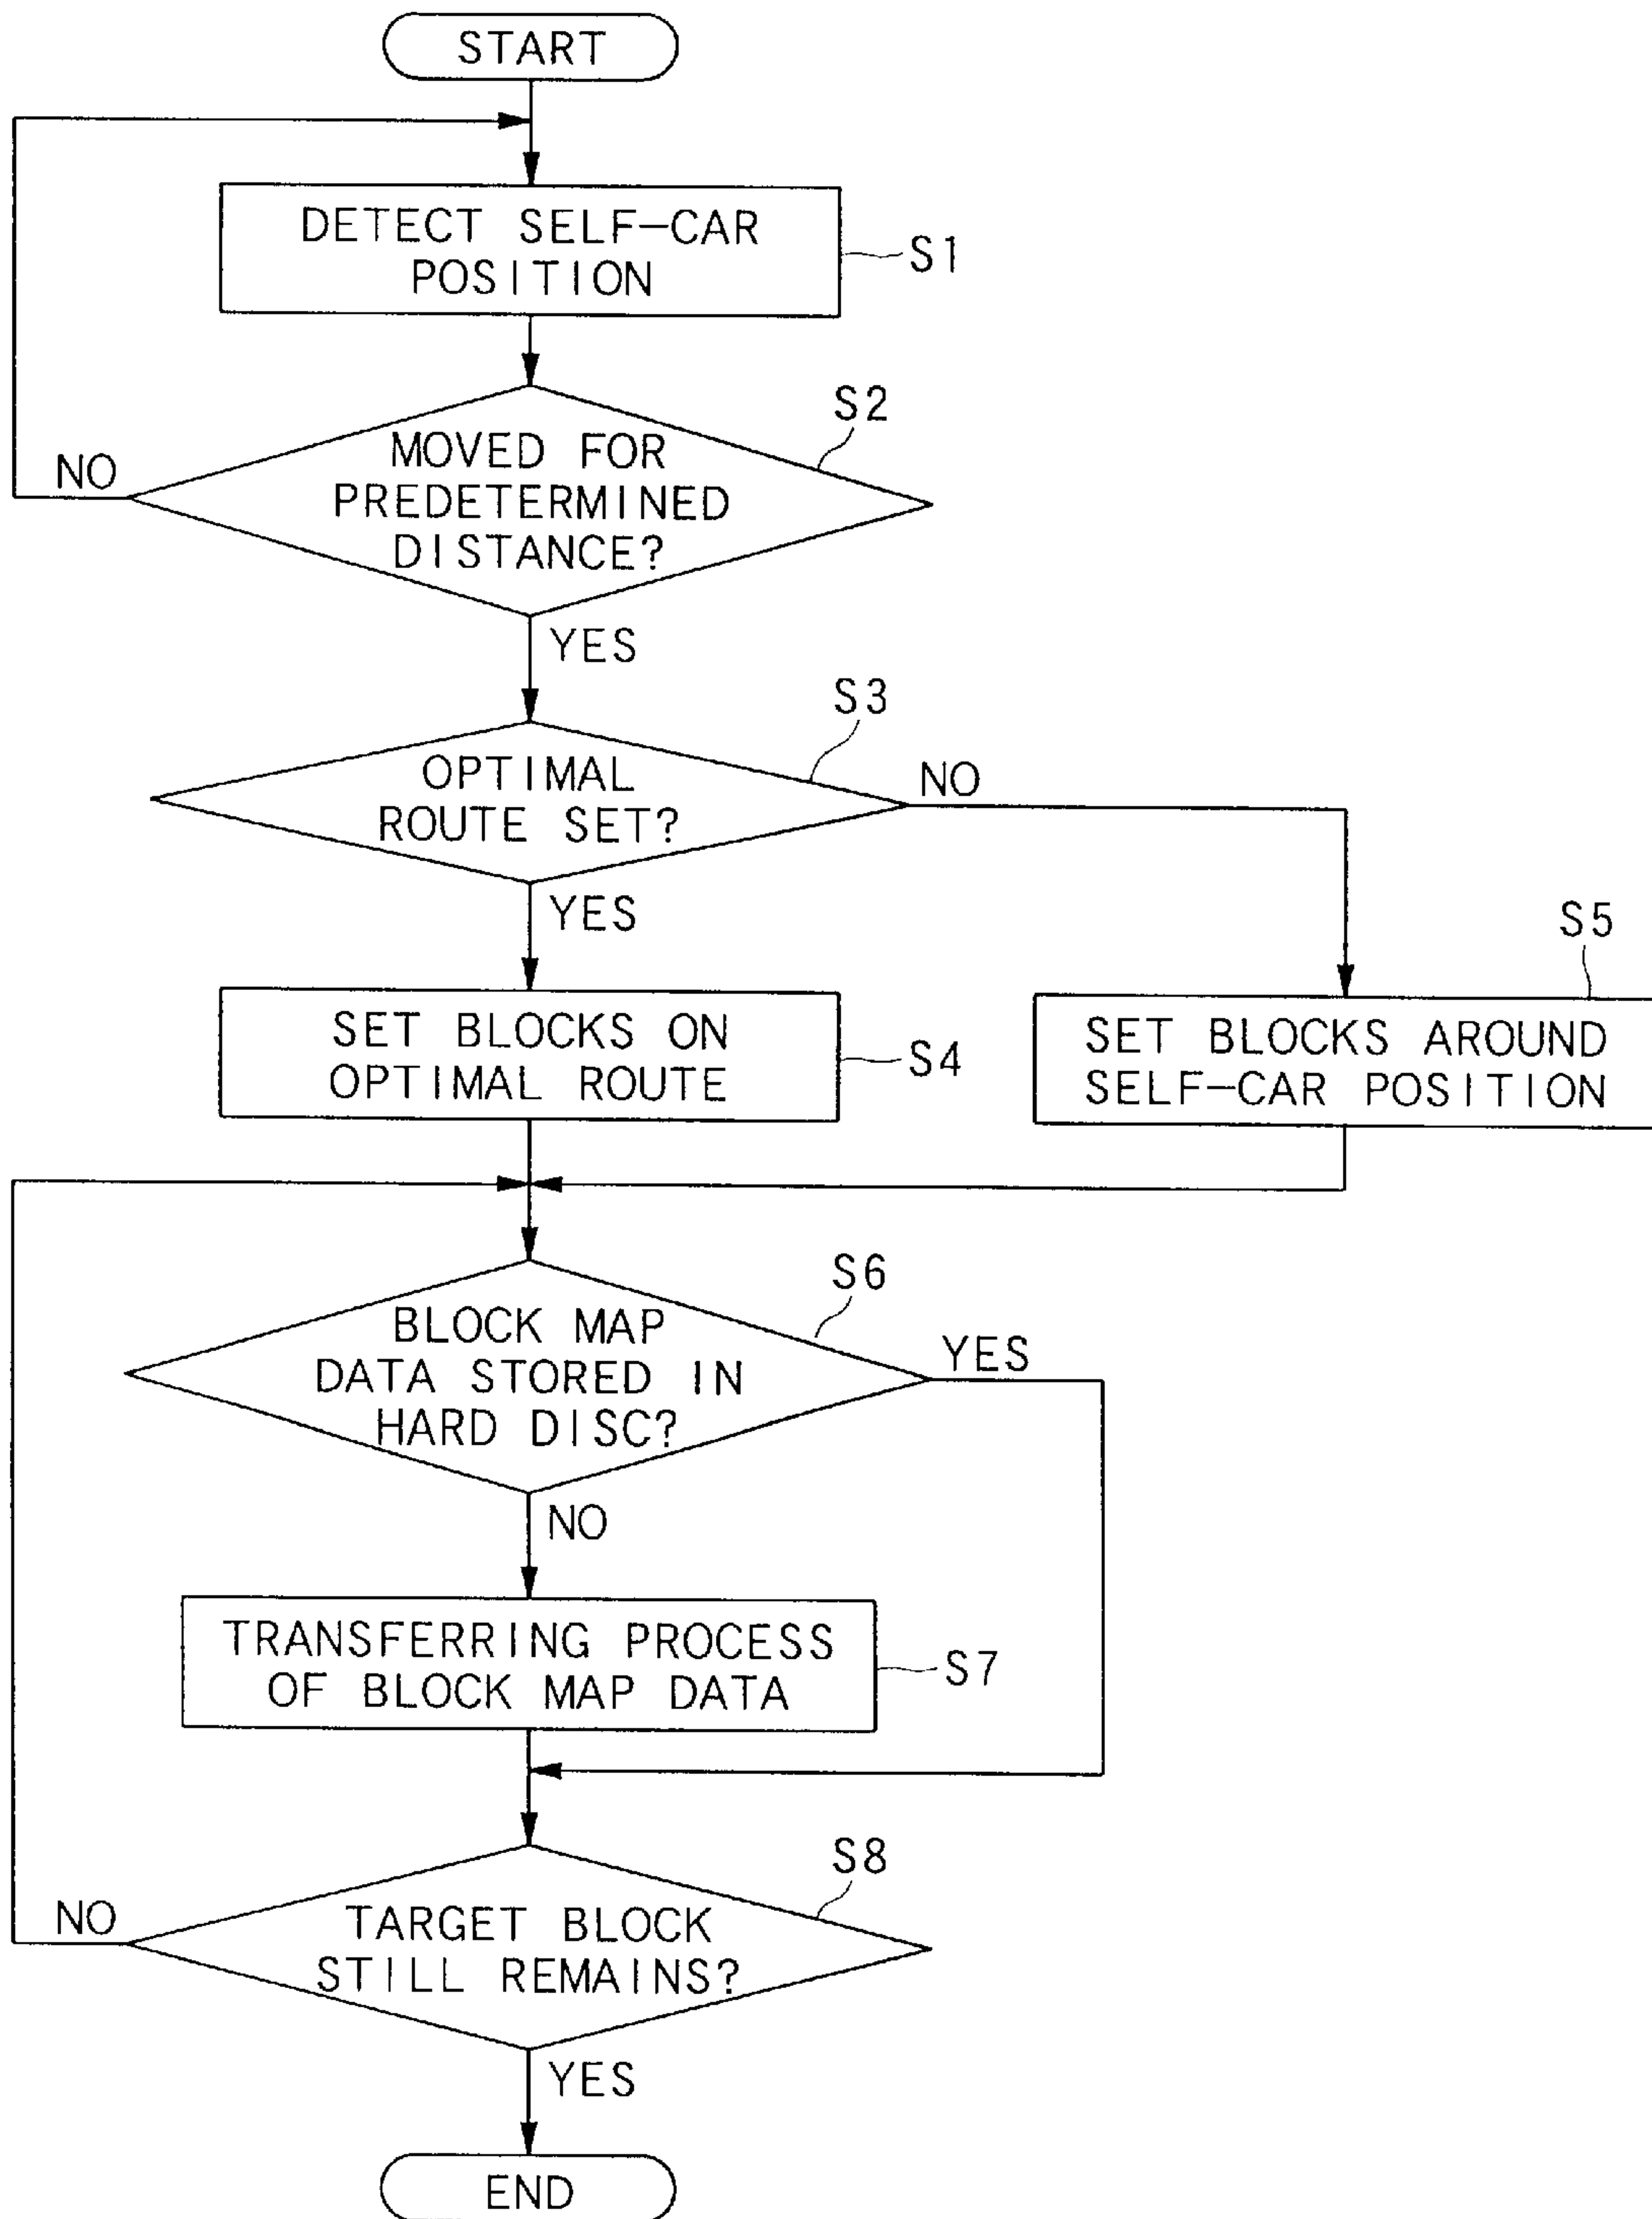 START
DETECT SELF-CAR
POSITION
S1
S2
MOVED FOR
PREDETERMINED
DISTANCE?
NO
YES
S3
OPTIMAL
ROUTE SET?
NO
YES
SET BLOCKS ON
OPTIMAL ROUTE
S4
S5
SET BLOCKS AROUND
SELF-CAR POSITION
S6
BLOCK MAP
DATA STORED IN
HARD DISC?
YES
NO
TRANSFERRING PROCESS
OF BLOCK MAP DATA
S7
S8
TARGET BLOCK
STILL REMAINS?
NO
YES
END